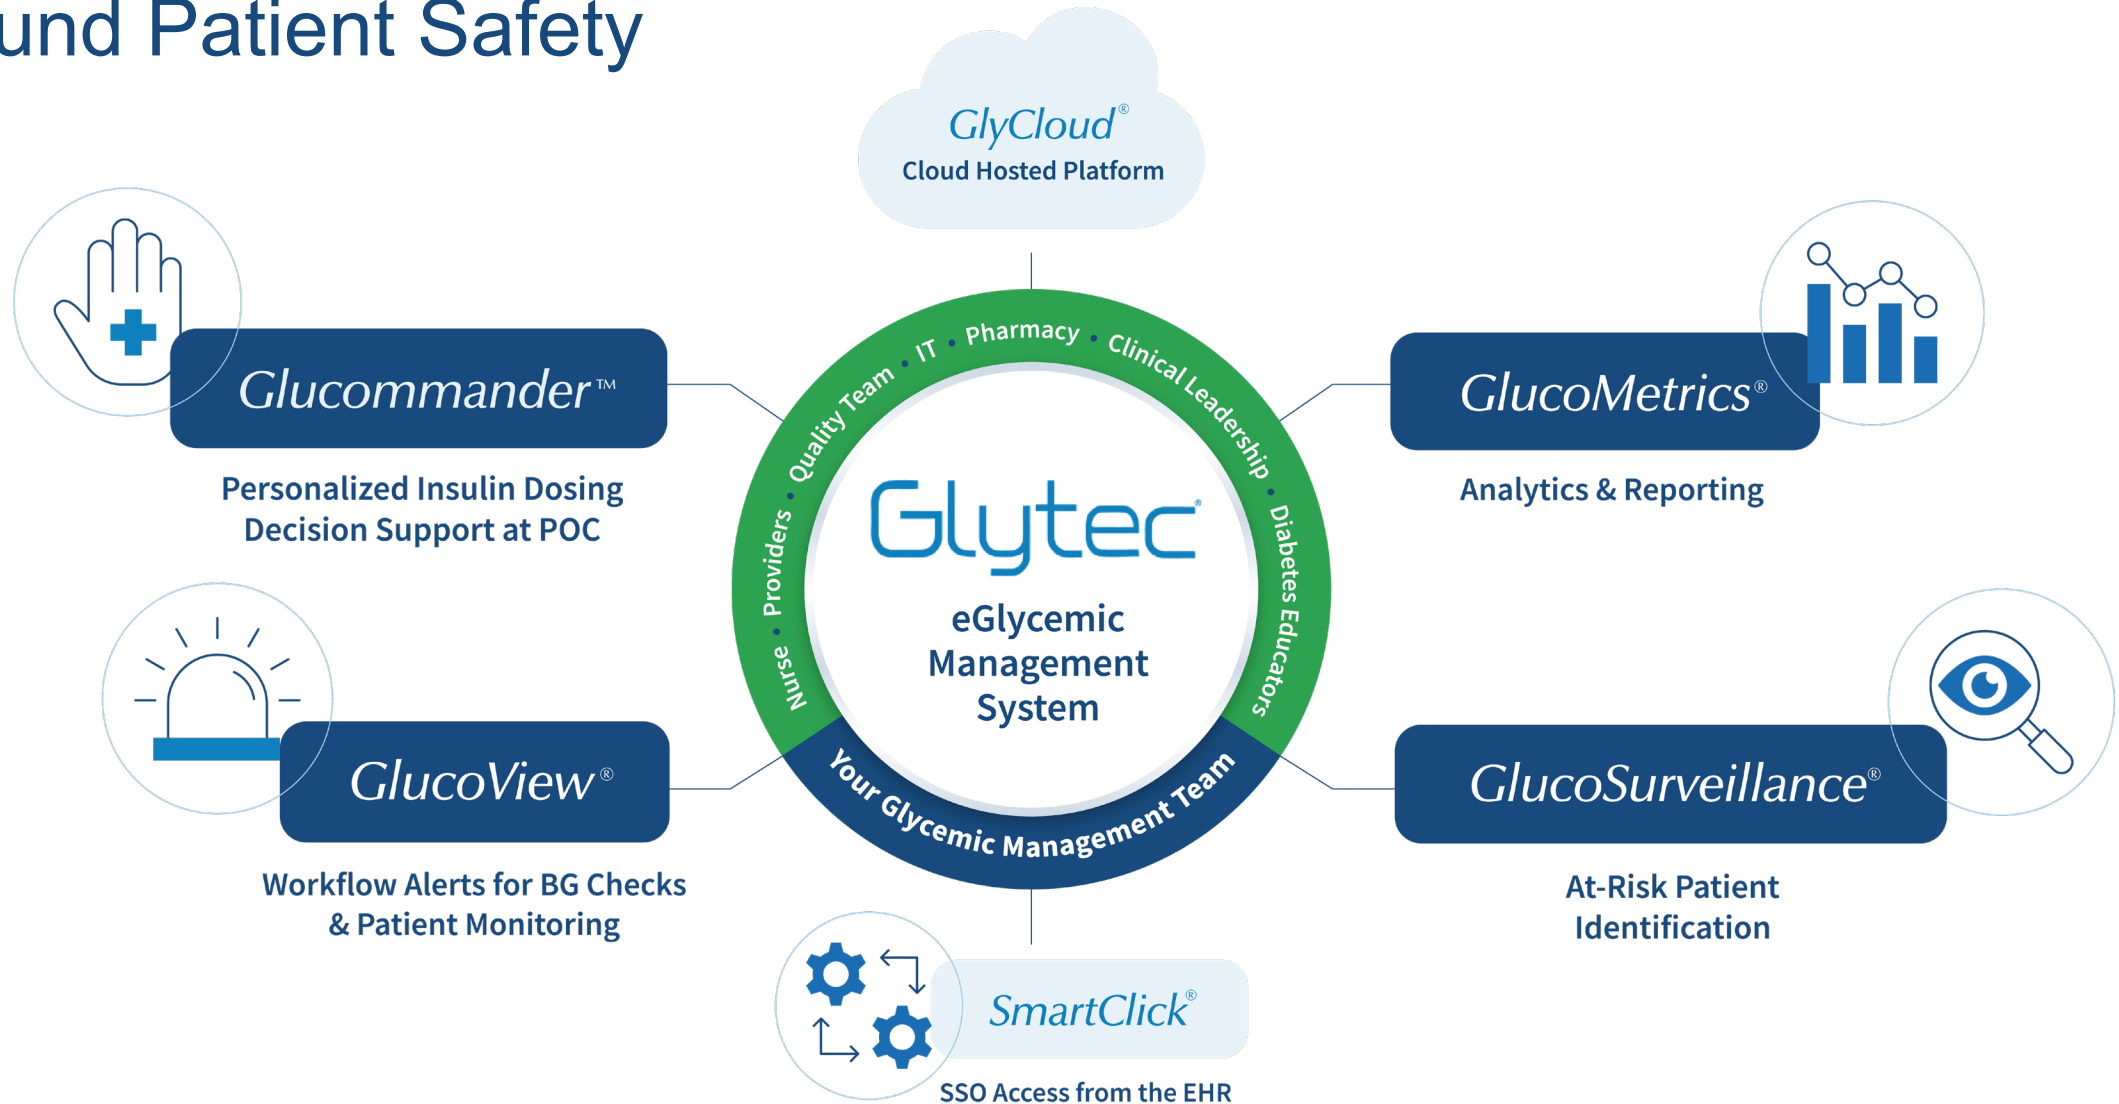 und Patient Safety
GlyCloud®
Cloud Hosted Platform
Glucommander™
Personalized Insulin Dosing
Decision Support at POC
GlucoView®
Workflow Alerts for BG Checks
& Patient Monitoring
Nurse • Providers • Quality Team • IT • Pharmacy • Clinical Leadership • Diabetes Educators
Glytec®
eGlycemic
Management
System
Your Glycemic Management Team
GlucoMetrics®
Analytics & Reporting
GlucoSurveillance®
At-Risk Patient
Identification
SmartClick®
SSO Access from the EHR